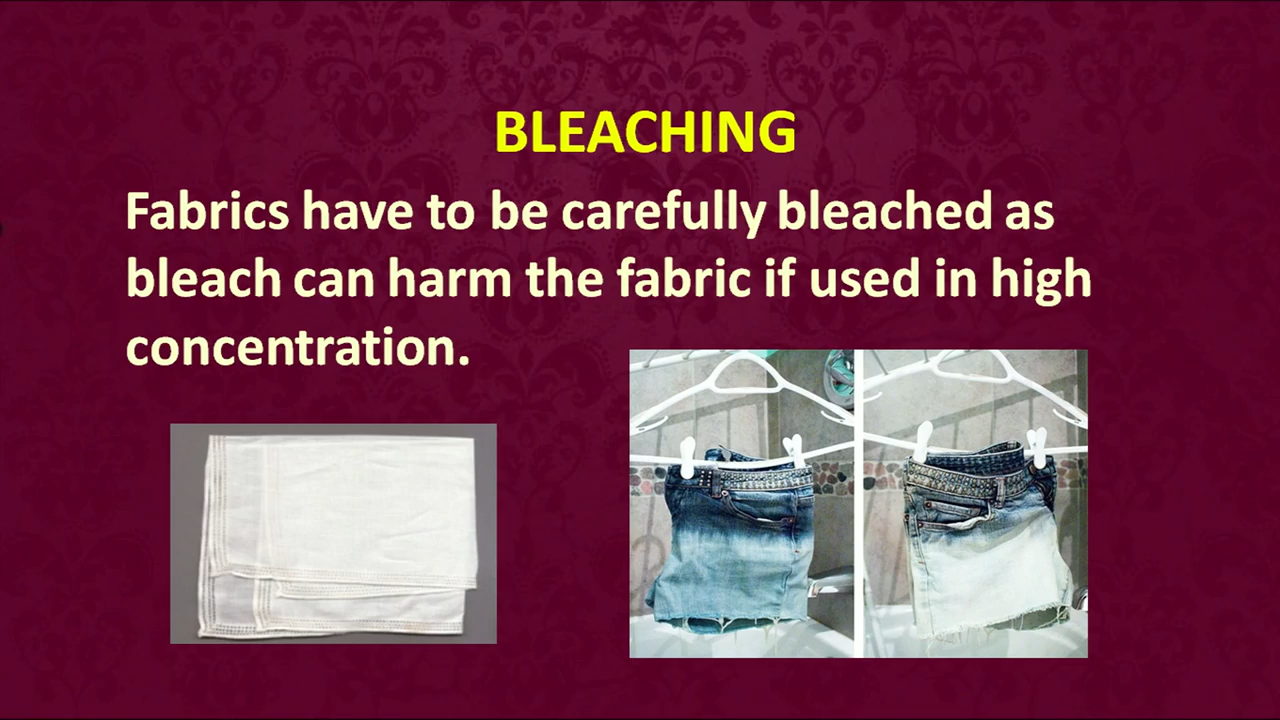 BLEACHING
Fabrics have to be carefully bleached as
bleach can harm the fabric if used in high
concentration.